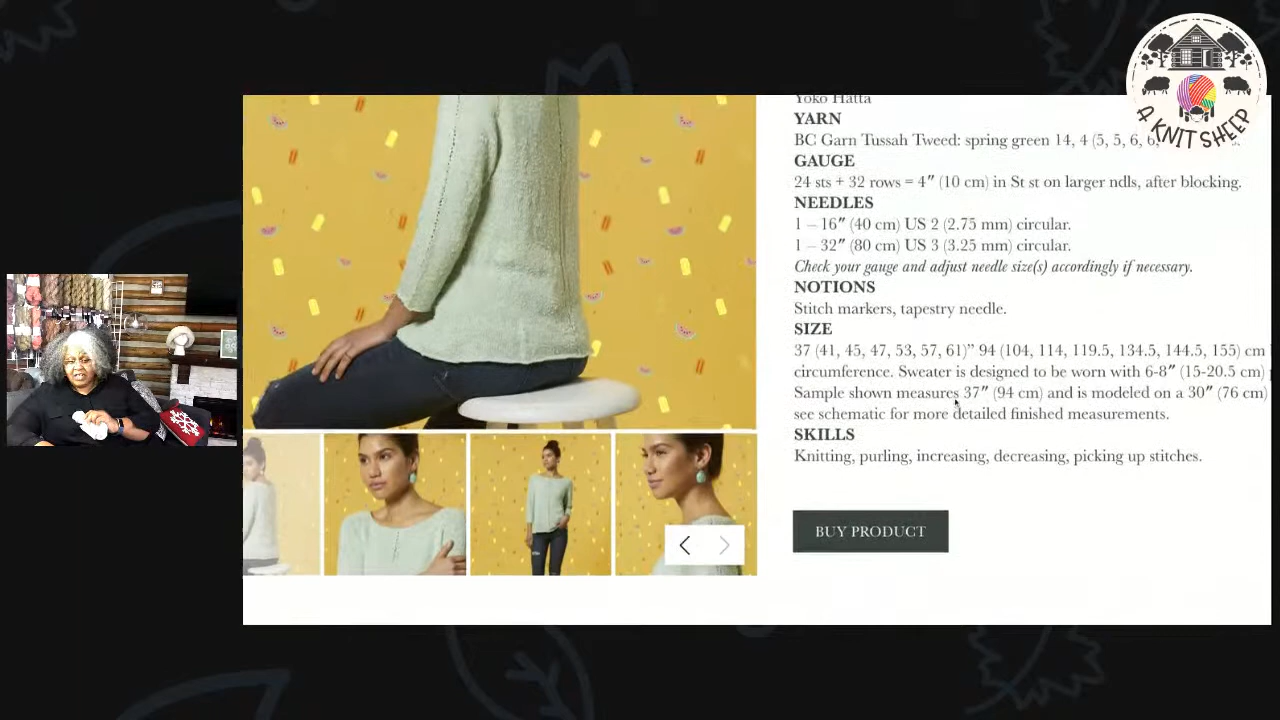 Yoko Hatta
YARN
BC Garn Tussah Tweed: spring green 14, 4 (5, 5, 6, 6,
GAUGE
24 sts + 32 rows = 4″ (10 cm) in St st on larger ndls, after blocking.
NEEDLES
1 – 16″ (40 cm) US 2 (2.75 mm) circular.
1 – 32″ (80 cm) US 3 (3.25 mm) circular.
Check your gauge and adjust needle size(s) accordingly if necessary.
NOTIONS
Stitch markers, tapestry needle.
SIZE
37 (41, 45, 47, 53, 57, 61)” 94 (104, 114, 119.5, 134.5, 144.5, 155) cm
circumference. Sweater is designed to be worn with 6-8″ (15-20.5 cm)
Sample shown measures 37″ (94 cm) and is modeled on a 30″ (76 cm)
see schematic for more detailed finished measurements.
SKILLS
Knitting, purling, increasing, decreasing, picking up stitches.
BUY PRODUCT
A KNIT SHEEP